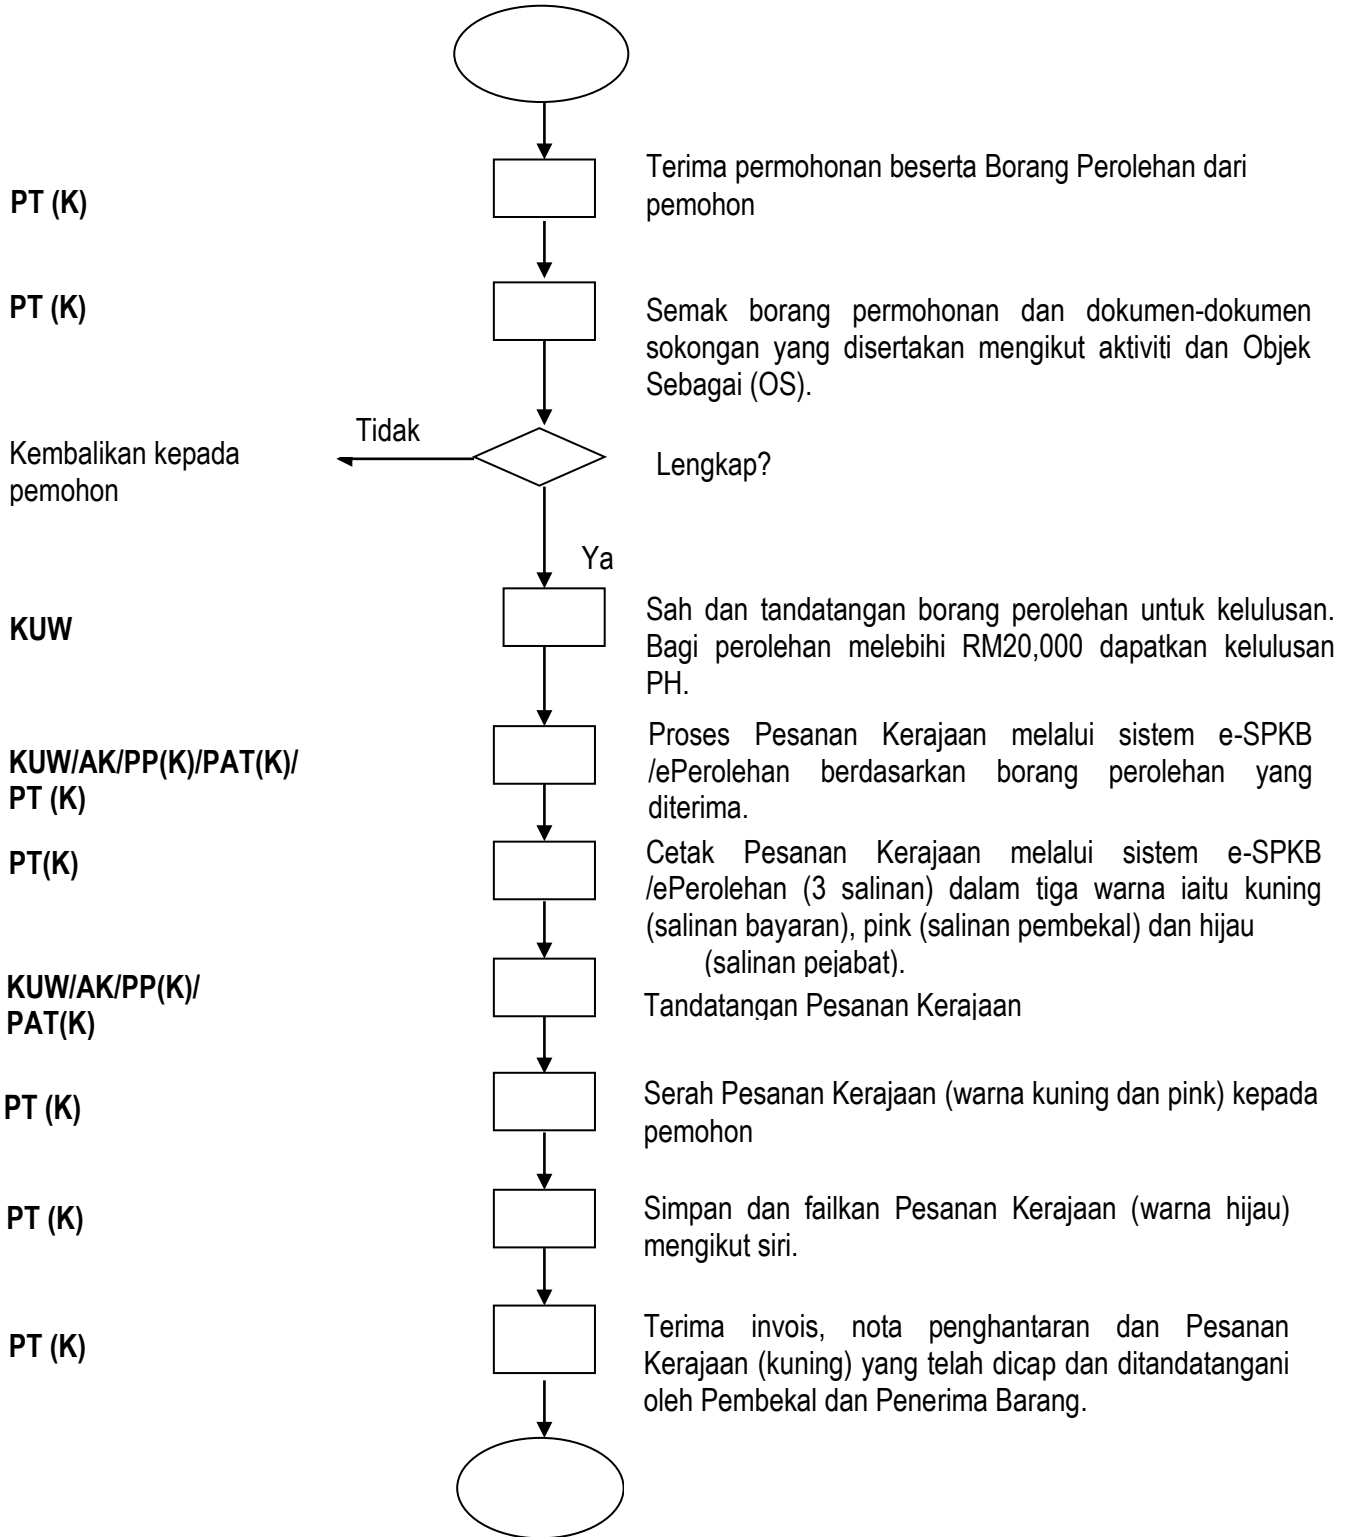 PT (K)
Terima permohonan beserta Borang Perolehan dari
pemohon
PT (K)
Semak borang permohonan dan dokumen-dokumen
sokongan yang disertakan mengikut aktiviti dan Objek
Sebagai (OS).
Kembalikan kepada
pemohon
Tidak
Lengkap?
Ya
KUW
Sah dan tandatangan borang perolehan untuk kelulusan.
Bagi perolehan melebihi RM20,000 dapatkan kelulusan
PH.
KUW/AK/PP(K)/PAT(K)/
PT (K)
Proses Pesanan Kerajaan melalui sistem e-SPKB
/ePerolehan berdasarkan borang perolehan yang
diterima.
PT(K)
Cetak Pesanan Kerajaan melalui sistem e-SPKB
/ePerolehan (3 salinan) dalam tiga warna iaitu kuning
(salinan bayaran), pink (salinan pembekal) dan hijau
(salinan pejabat).
KUW/AK/PP(K)/
PAT(K)
Tandatangan Pesanan Kerajaan
PT (K)
Serah Pesanan Kerajaan (warna kuning dan pink) kepada
pemohon
PT (K)
Simpan dan failkan Pesanan Kerajaan (warna hijau)
mengikut siri.
PT (K)
Terima invois, nota penghantaran dan Pesanan
Kerajaan (kuning) yang telah dicap dan ditandatangani
oleh Pembekal dan Penerima Barang.